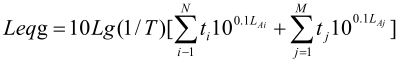 Leqg = 10Lg(1/T)[∑_{i-1}^{N} t_i 10^{0.1L_{Ai}} + ∑_{j=1}^{M} t_j 10^{0.1L_{Aj}}]